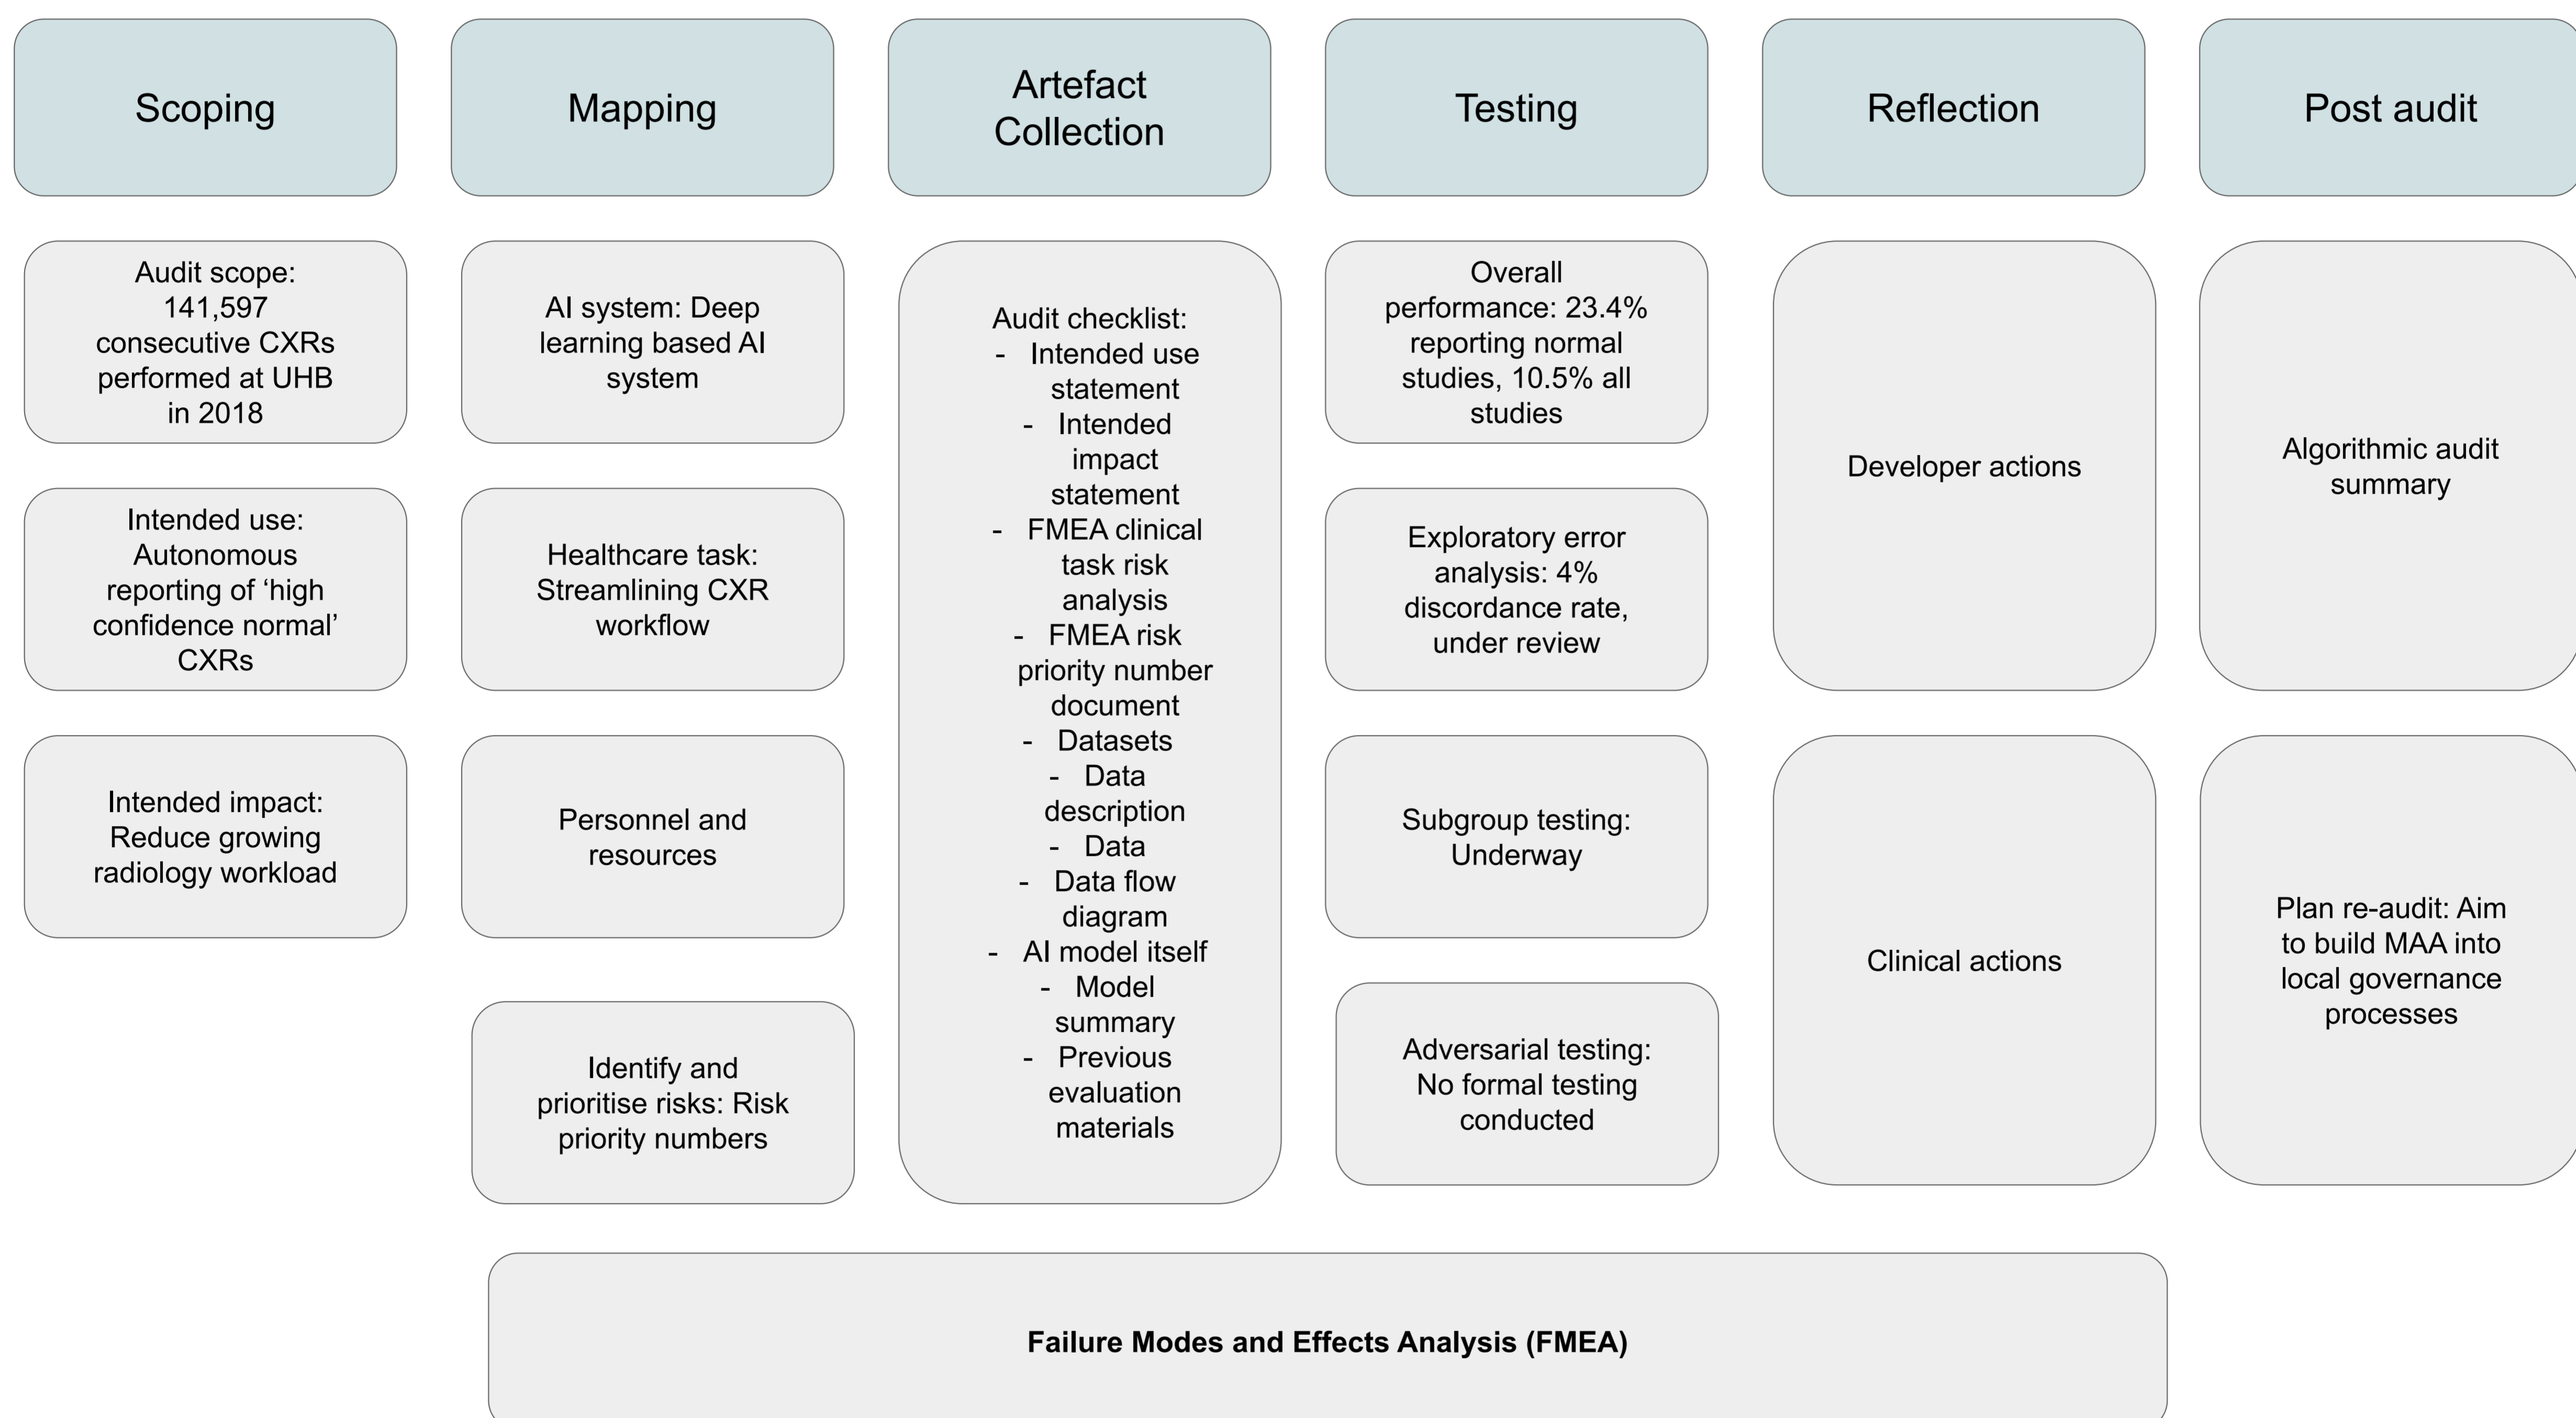 Scoping
Mapping
Artefact
Collection
Testing
Reflection
Post audit
Audit scope:
141,597
consecutive CXRs
performed at UHB
in 2018
Intended use:
Autonomous
reporting of ‘high
confidence normal’
CXRs
Intended impact:
Reduce growing
radiology workload
AI system: Deep
learning based AI
system
Healthcare task:
Streamlining CXR
workflow
Personnel and
resources
Identify and
prioritise risks: Risk
priority numbers
Audit checklist:
- Intended use
statement
- Intended
impact
statement
- FMEA clinical
task risk
analysis
- FMEA risk
priority number
document
- Datasets
- Data
description
- Data
- Data flow
diagram
- AI model itself
- Model
summary
- Previous
evaluation
materials
Overall
performance: 23.4%
reporting normal
studies, 10.5% all
studies
Exploratory error
analysis: 4%
discordance rate,
under review
Subgroup testing:
Underway
Adversarial testing:
No formal testing
conducted
Developer actions
Clinical actions
Algorithmic audit
summary
Plan re-audit: Aim
to build MAA into
local governance
processes
Failure Modes and Effects Analysis (FMEA)